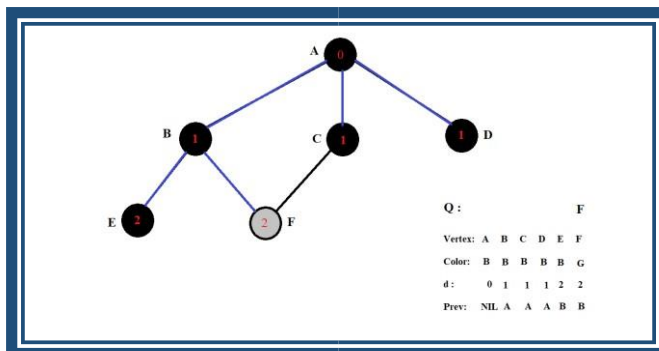 A 0
B 1 C 1 1 D
E 2 2 F
Q : F
Vertex: A B C D E F
Color: B B B B B G
d : 0 1 1 1 2 2
Prev: NIL A A A B B